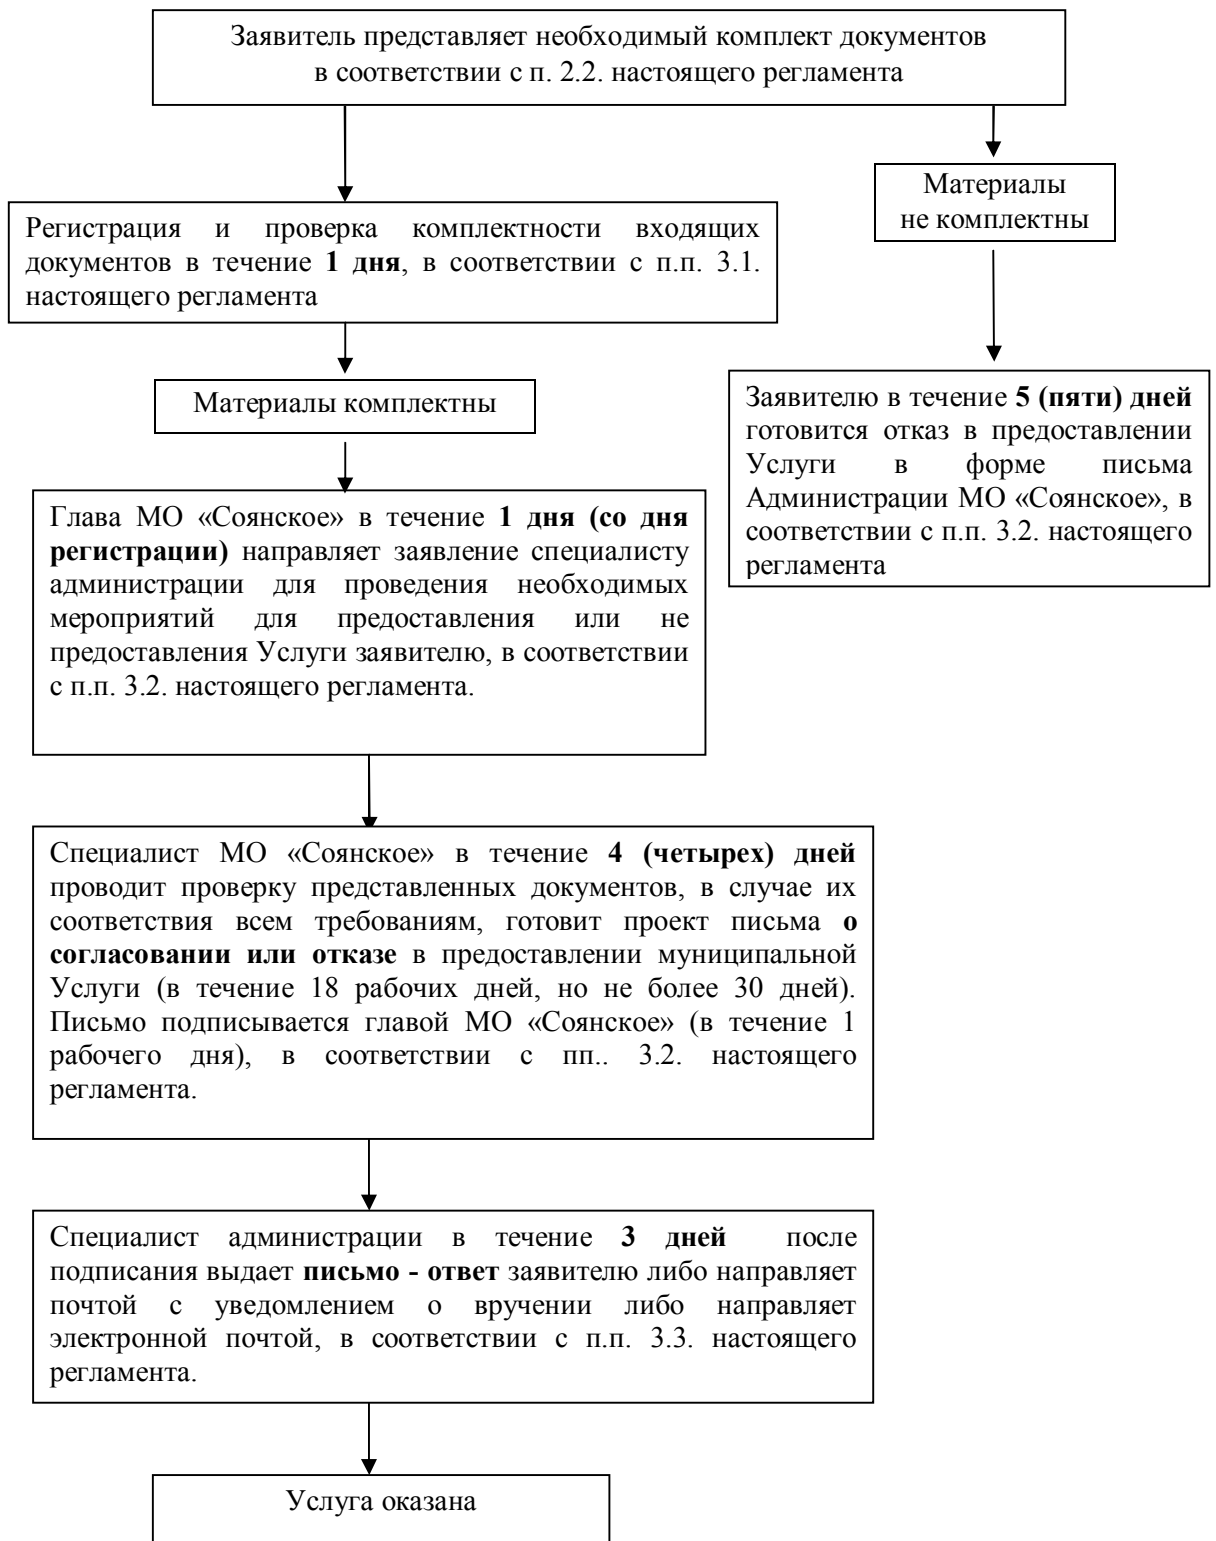 Заявитель представляет необходимый комплект документов
в соответствии с п. 2.2. настоящего регламента
Материалы
не комплектны
Регистрация и проверка комплектности входящих
документов в течение 1 дня, в соответствии с п.п. 3.1.
настоящего регламента
Материалы комплектны
Заявителю в течение 5 (пяти) дней
готовится отказ в предоставлении
Услуги в форме письма
Администрации МО «Соянское», в
соответствии с п.п. 3.2. настоящего
регламента
Глава МО «Соянское» в течение 1 дня (со дня
регистрации) направляет заявление специалисту
администрации для проведения необходимых
мероприятий для предоставления или не
предоставления Услуги заявителю, в соответствии
с п.п. 3.2. настоящего регламента.
Специалист МО «Соянское» в течение 4 (четырех) дней
проводит проверку представленных документов, в случае их
соответствия всем требованиям, готовит проект письма о
согласовании или отказе в предоставлении муниципальной
Услуги (в течение 18 рабочих дней, но не более 30 дней).
Письмо подписывается главой МО «Соянское» (в течение 1
рабочего дня), в соответствии с пп.. 3.2. настоящего
регламента.
Специалист администрации в течение 3 дней после
подписания выдает письмо - ответ заявителю либо направляет
почтой с уведомлением о вручении либо направляет
электронной почтой, в соответствии с п.п. 3.3. настоящего
регламента.
Услуга оказана